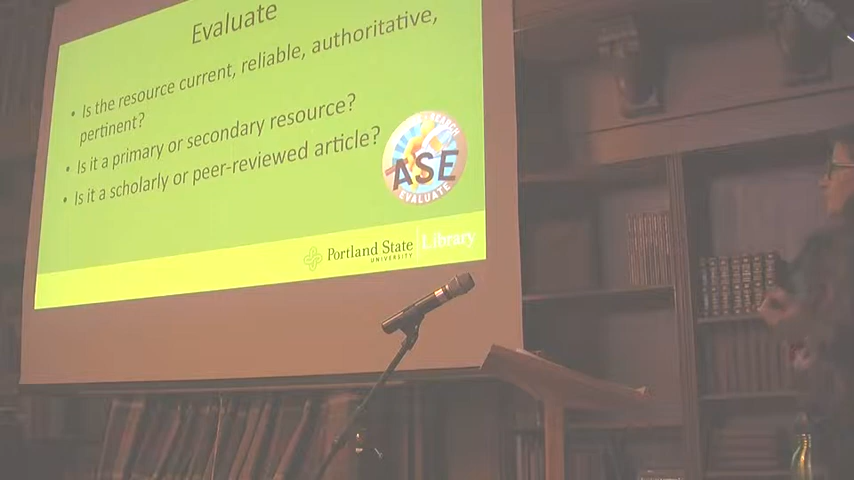 Evaluate
• Is the resource current, reliable, authoritative,
pertinent?
• Is it a primary or secondary resource?
• Is it a scholarly or peer-reviewed article?
ASE
EVALUATE
Portland State Library
UNIVERSITY